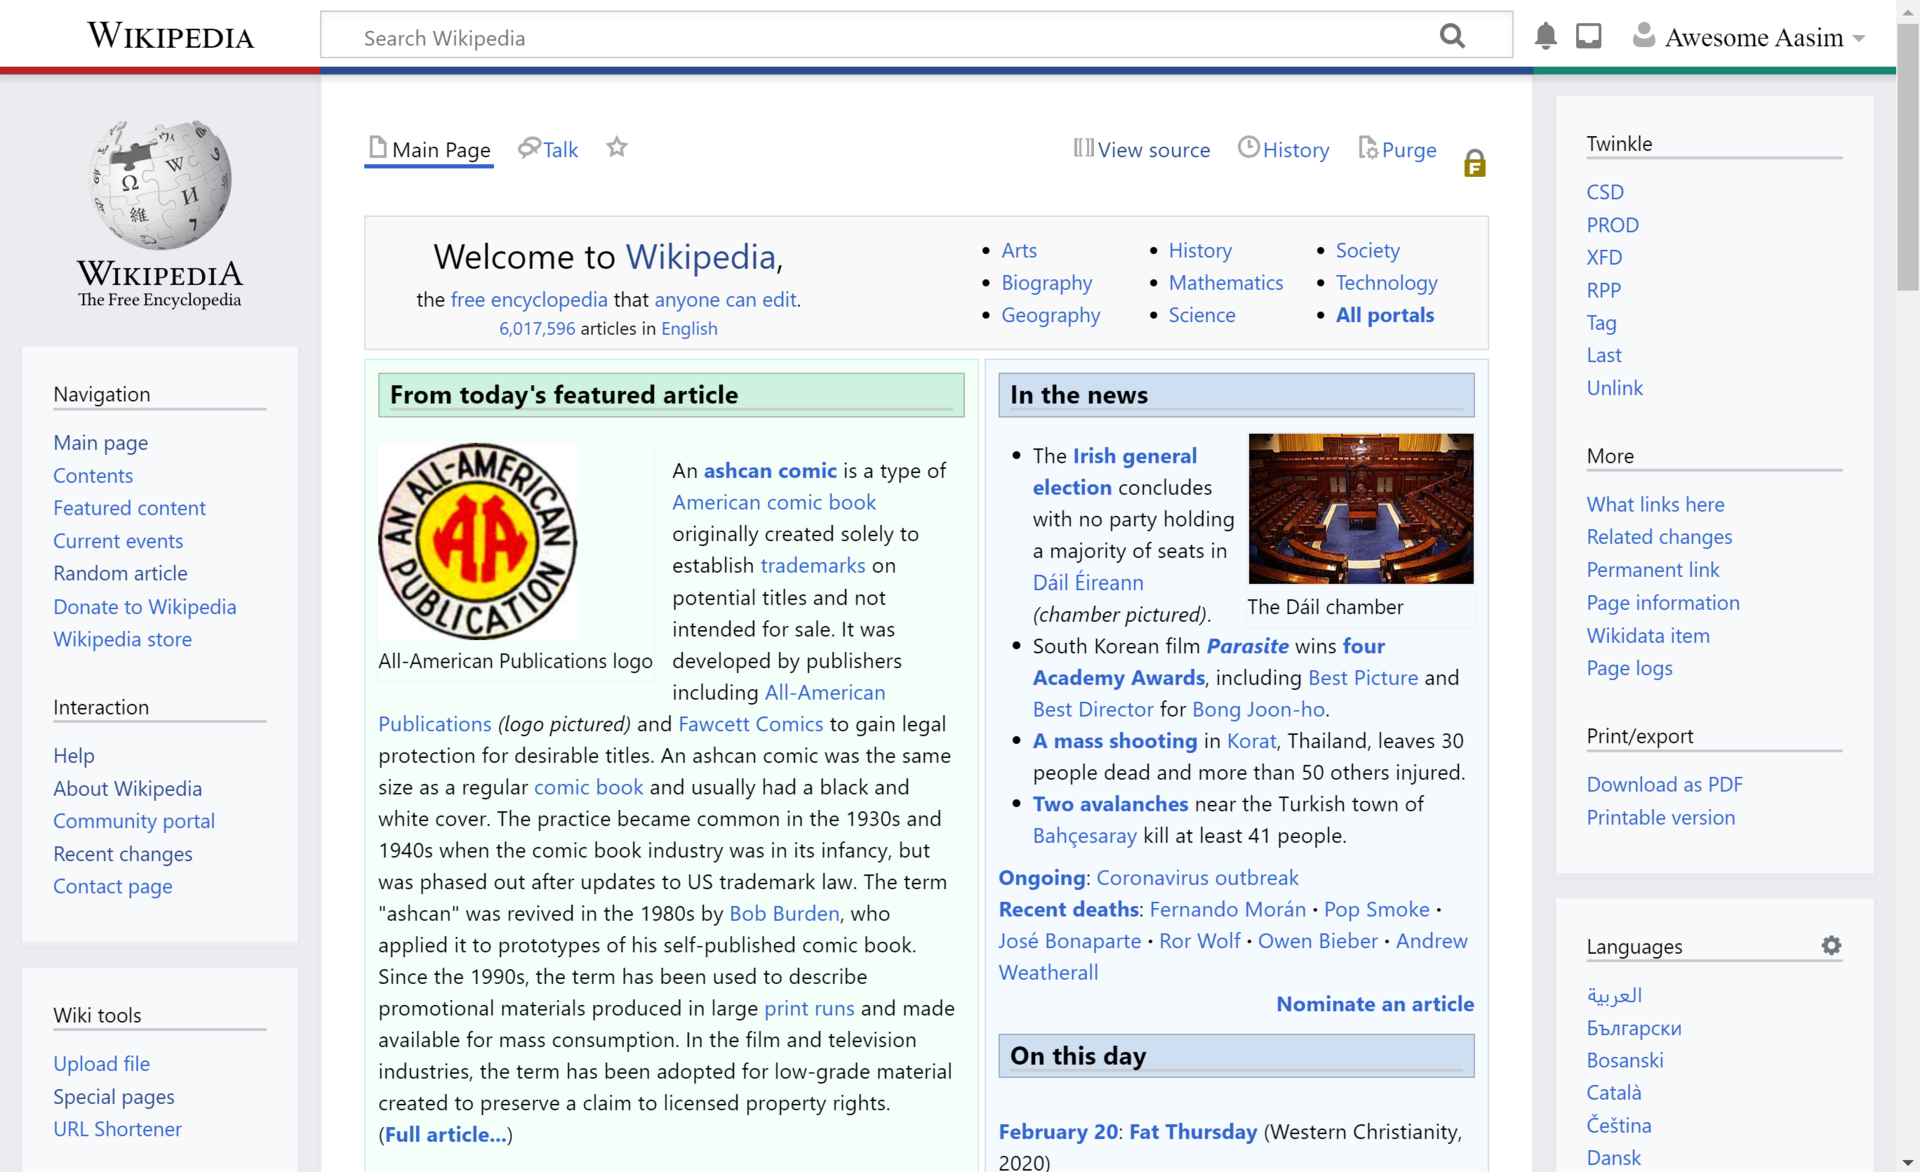 WIKIPEDIA
Search Wikipedia
Awesome Aasim
WIKIPEDIA
The Free Encyclopedia
Navigation
Main page
Contents
Featured content
Current events
Random article
Donate to Wikipedia
Wikipedia store
Interaction
Help
About Wikipedia
Community portal
Recent changes
Contact page
Wiki tools
Upload file
Special pages
URL Shortener
Main Page
Talk
View source
History
Purge
F
Welcome to Wikipedia,
the free encyclopedia that anyone can edit.
6,017,596 articles in English
Arts
Biography
Geography
History
Mathematics
Science
Society
Technology
All portals
From today's featured article
AN ALL-AMERICAN PUBLICATION
AA
All-American Publications logo
An ashcan comic is a type of
American comic book
originally created solely to
establish trademarks on
potential titles and not
intended for sale. It was
developed by publishers
including All-American
Publications (logo pictured) and Fawcett Comics to gain legal
protection for desirable titles. An ashcan comic was the same
size as a regular comic book and usually had a black and
white cover. The practice became common in the 1930s and
1940s when the comic book industry was in its infancy, but
was phased out after updates to US trademark law. The term
"ashcan" was revived in the 1980s by Bob Burden, who
applied it to prototypes of his self-published comic book.
Since the 1990s, the term has been used to describe
promotional materials produced in large print runs and made
available for mass consumption. In the film and television
industries, the term has been adopted for low-grade material
created to preserve a claim to licensed property rights.
(Full article...)
In the news
The Irish general
election concludes
with no party holding
a majority of seats in
Dáil Éireann
(chamber pictured).
The Dáil chamber
South Korean film Parasite wins four
Academy Awards, including Best Picture and
Best Director for Bong Joon-ho.
A mass shooting in Korat, Thailand, leaves 30
people dead and more than 50 others injured.
Two avalanches near the Turkish town of
Bahçesaray kill at least 41 people.
Ongoing: Coronavirus outbreak
Recent deaths: Fernando Morán · Pop Smoke ·
José Bonaparte · Ror Wolf · Owen Bieber · Andrew
Weatherall
Nominate an article
On this day
February 20: Fat Thursday (Western Christianity,
2020)
Twinkle
CSD
PROD
XFD
RPP
Tag
Last
Unlink
More
What links here
Related changes
Permanent link
Page information
Wikidata item
Page logs
Print/export
Download as PDF
Printable version
Languages
العربية
Български
Bosanski
Català
Čeština
Dansk